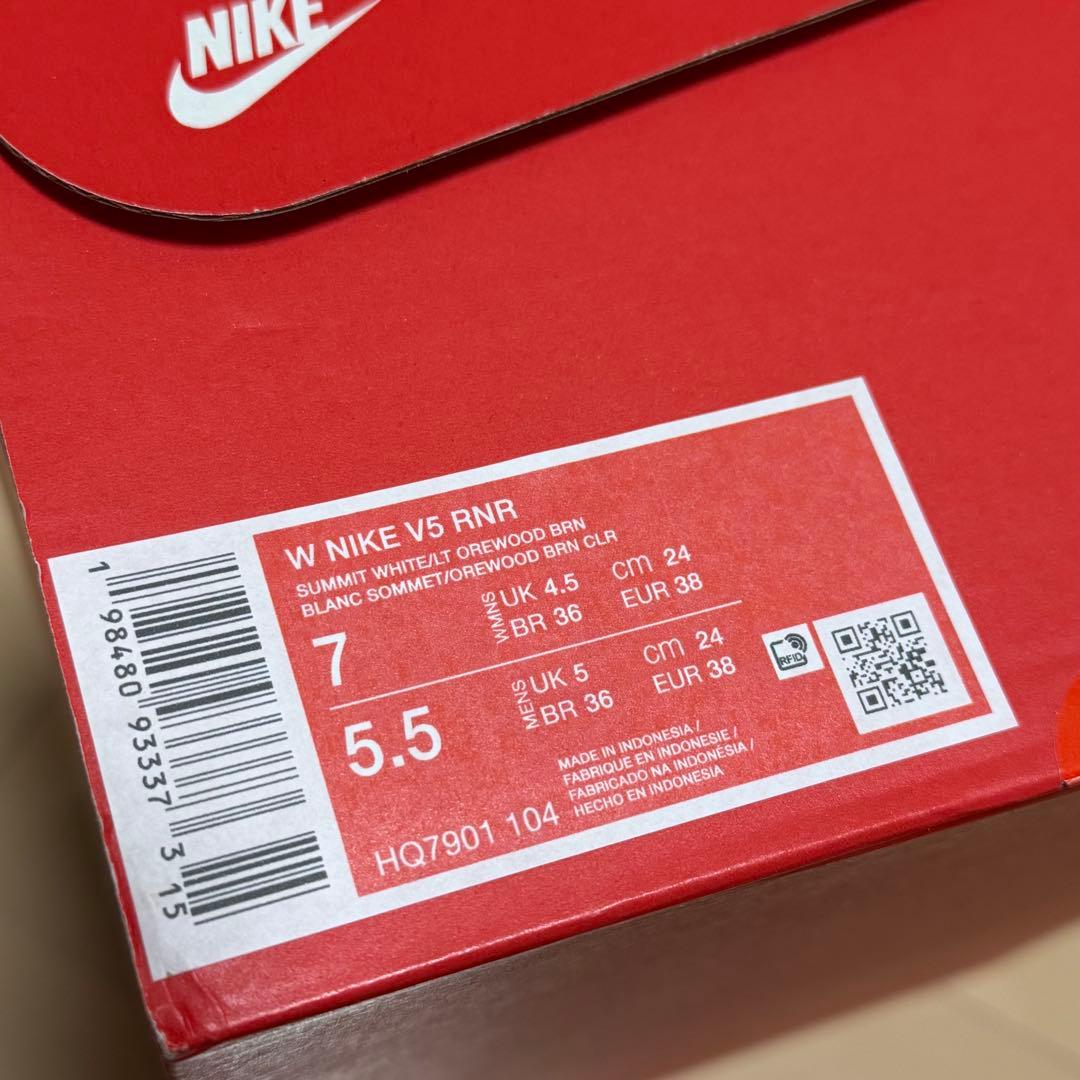 NIKE
W NIKE V5 RNR
SUMMIT WHITE/LT OREWOOD BRN
BLANC SOMMET/OREWOOD BRN CLR
7 WMNS UK 4.5 cm 24
BR 36 EUR 38
5.5 MENS UK 5 cm 24
BR 36 EUR 38
RFID
MADE IN INDONESIA /
FABRIQUE EN INDONESIE /
FABRICADO NA INDONÉSIA /
HECHO EN INDONESIA
HQ7901 104
1 98480 93337 3 15